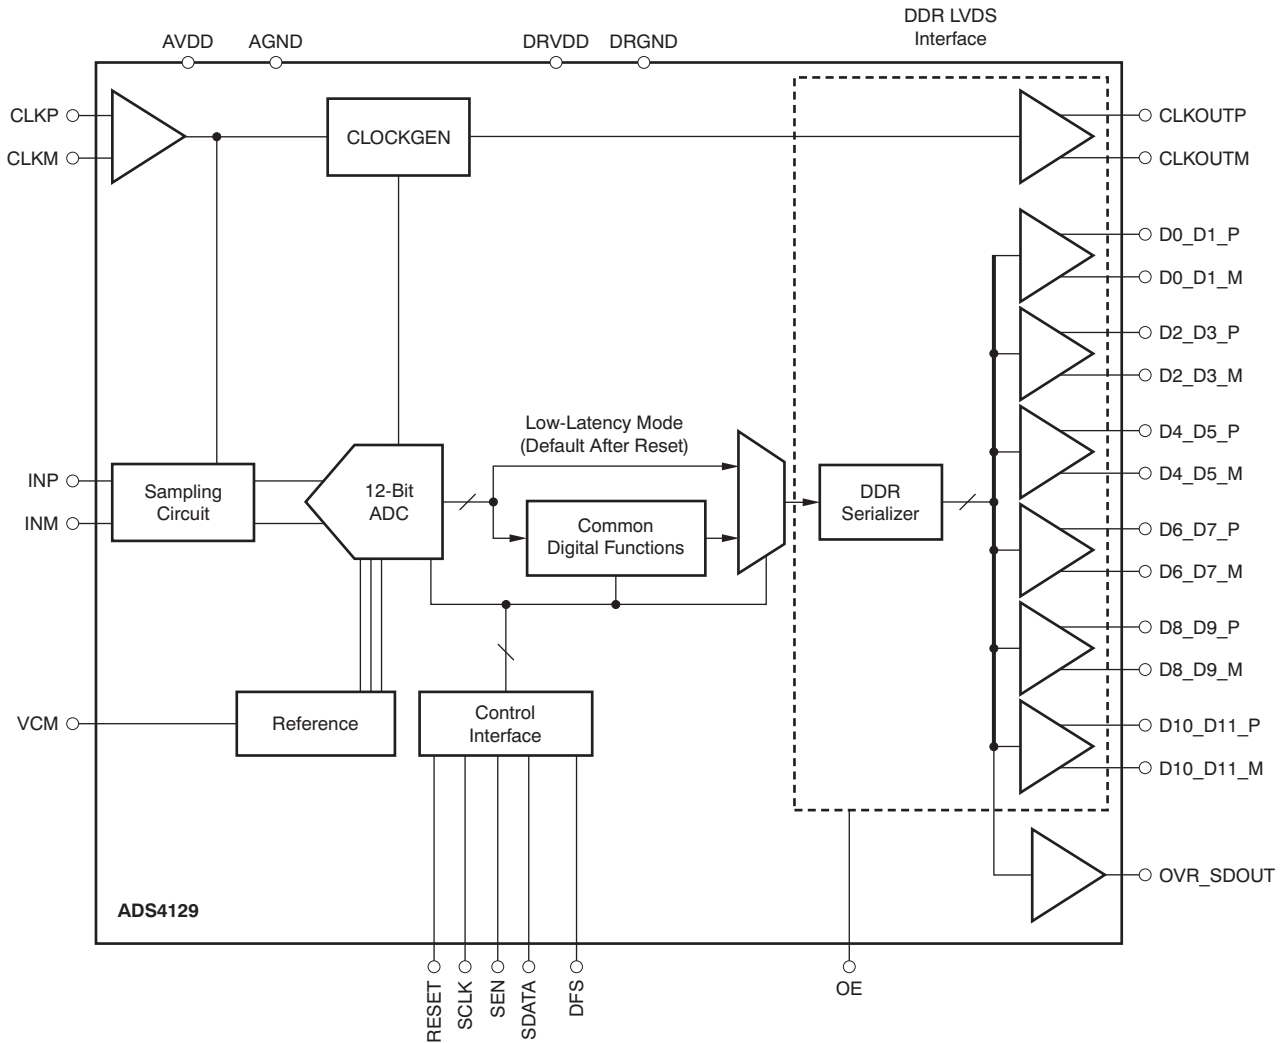 DDR LVDS
Interface
AVDD
AGND
DRVDD
DRGND
CLKP
CLKM
CLOCKGEN
CLKOUTP
CLKOUTM
D0_D1_P
D0_D1_M
D2_D3_P
D2_D3_M
Low-Latency Mode
(Default After Reset)
D4_D5_P
D4_D5_M
INP
INM
Sampling
Circuit
12-Bit
ADC
Common
Digital Functions
DDR
Serializer
D6_D7_P
D6_D7_M
D8_D9_P
D8_D9_M
VCM
Reference
Control
Interface
D10_D11_P
D10_D11_M
OVR_SDOUT
ADS4129
RESET
SCLK
SEN
SDATA
DFS
OE